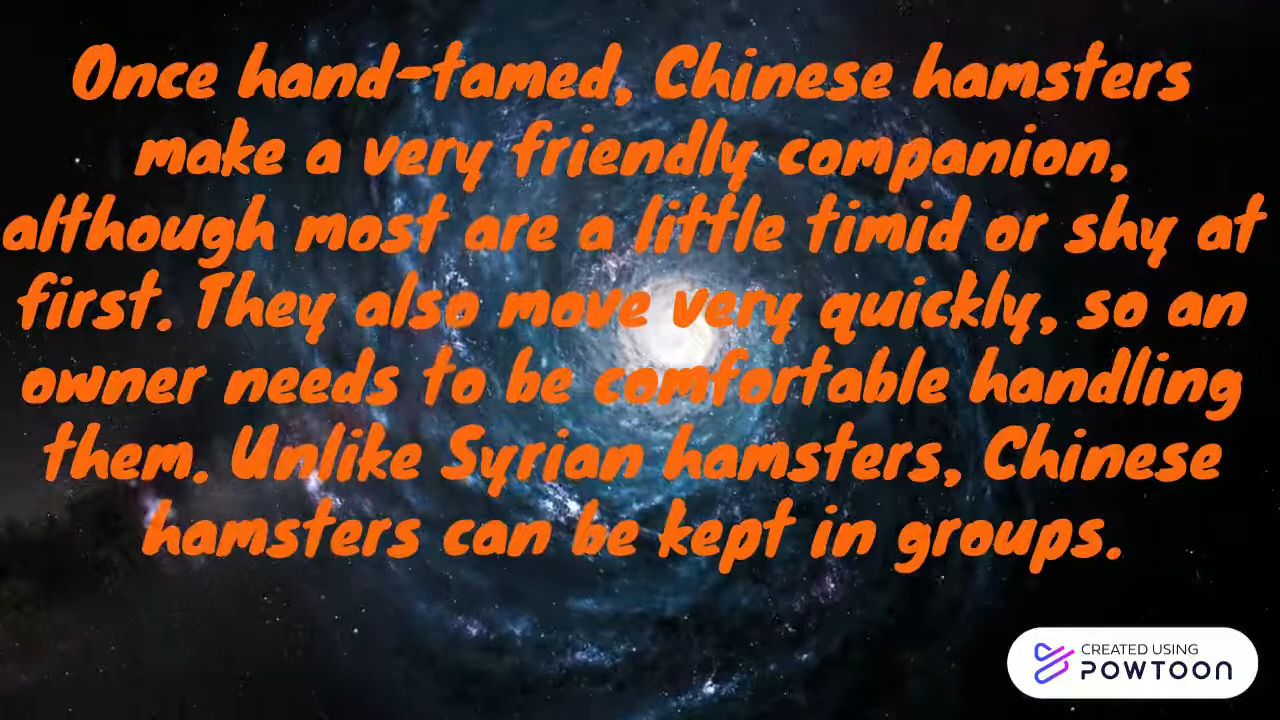 Once hand-tamed, Chinese hamsters
make a very friendly companion,
although most are a little timid or shy at
first. They also move very quickly, so an
owner needs to be comfortable handling
them. Unlike Syrian hamsters, Chinese
hamsters can be kept in groups.
CREATED USING
POWTOON